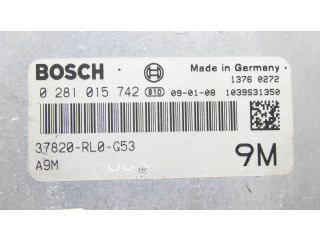 BOSCH
Made in Germany
1376 0272
0 281 015 742 B10 09-01-08 1039S31350
37820-RL0-G53
A9M
9M